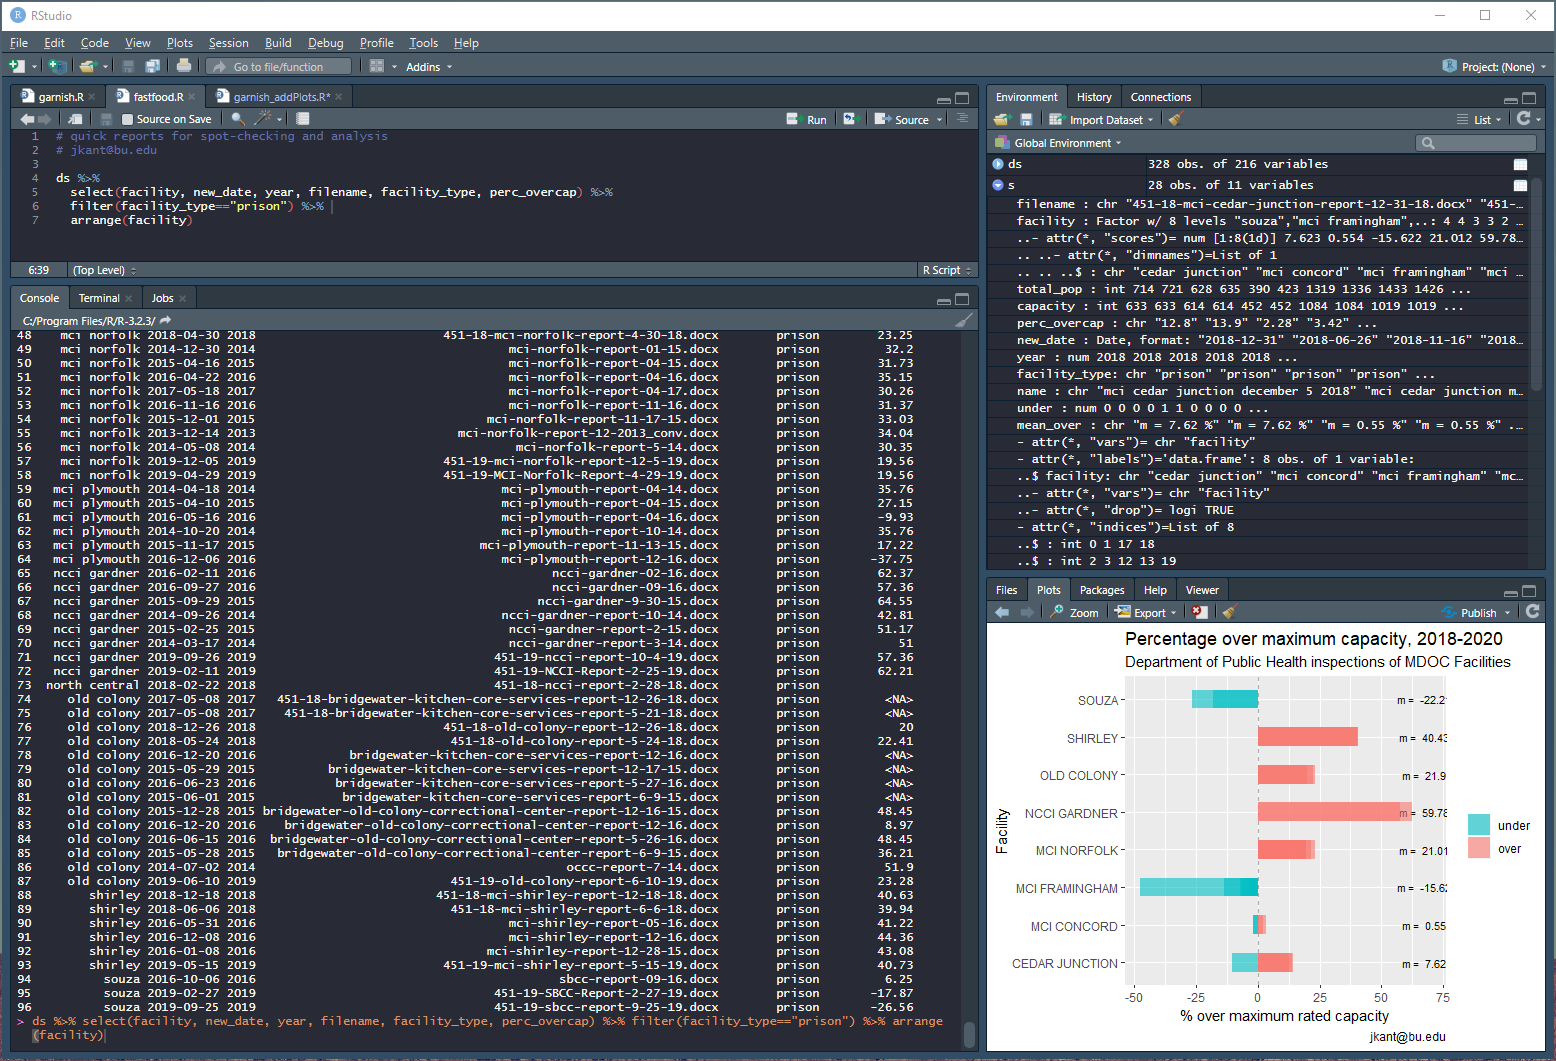 RStudio
File Edit Code View Plots Session Build Debug Profile Tools Help
Go to file/function Addins Project: (None)
garnish.R fastfood.R garnish_addPlots.R*
Source on Save Run Source
1 # quick reports for spot-checking and analysis
2 # jkant@bu.edu
3
4 ds %>%
5 select(facility, new_date, year, filename, facility_type, perc_overcap) %>%
6 filter(facility_type=="prison") %>%
7 arrange(facility)
6:39 (Top Level) R Script
Console Terminal Jobs
C:/Program Files/R/R-3.2.3/
48 mci norfolk 2018-04-30 2018 451-18-mci-norfolk-report-4-30-18.docx prison 23.25
49 mci norfolk 2014-12-30 2014 mci-norfolk-report-01-15.docx prison 32.2
50 mci norfolk 2015-04-16 2015 mci-norfolk-report-04-15.docx prison 31.73
51 mci norfolk 2016-04-22 2016 mci-norfolk-report-04-16.docx prison 35.15
52 mci norfolk 2017-05-18 2017 mci-norfolk-report-04-17.docx prison 30.26
53 mci norfolk 2016-11-16 2016 mci-norfolk-report-11-16.docx prison 31.37
54 mci norfolk 2015-12-01 2015 mci-norfolk-report-11-17-15.docx prison 33.03
55 mci norfolk 2013-12-14 2013 mci-norfolk-report-12-2013_conv.docx prison 34.04
56 mci norfolk 2014-05-08 2014 mci-norfolk-report-5-14.docx prison 30.35
57 mci norfolk 2019-12-05 2019 451-19-mci-norfolk-report-12-5-19.docx prison 19.56
58 mci norfolk 2019-04-29 2019 451-19-MCI-Norfolk-Report-4-29-19.docx prison 19.56
59 mci plymouth 2014-04-18 2014 mci-plymouth-report-04-14.docx prison 35.76
60 mci plymouth 2015-04-10 2015 mci-plymouth-report-04-15.docx prison 27.15
61 mci plymouth 2016-05-16 2016 mci-plymouth-report-04-16.docx prison -9.93
62 mci plymouth 2014-10-20 2014 mci-plymouth-report-10-14.docx prison 35.76
63 mci plymouth 2015-11-17 2015 mci-plymouth-report-11-13-15.docx prison 17.22
64 mci plymouth 2016-12-06 2016 mci-plymouth-report-12-16.docx prison -37.75
65 ncci gardner 2016-02-11 2016 ncci-gardner-02-16.docx prison 62.37
66 ncci gardner 2016-09-27 2016 ncci-gardner-09-16.docx prison 57.36
67 ncci gardner 2015-09-29 2015 ncci-gardner-9-30-15.docx prison 64.55
68 ncci gardner 2014-09-26 2014 ncci-gardner-report-10-14.docx prison 42.81
69 ncci gardner 2015-02-25 2015 ncci-gardner-report-2-15.docx prison 51.17
70 ncci gardner 2014-03-17 2014 ncci-gardner-report-3-14.docx prison 51
71 ncci gardner 2019-09-26 2019 451-19-ncci-report-10-4-19.docx prison 57.36
72 ncci gardner 2019-02-11 2019 451-19-NCCI-Report-2-25-19.docx prison 62.21
73 north central 2018-02-22 2018 451-18-ncci-report-2-28-18.docx prison
74 old colony 2017-05-08 2017 451-18-bridgewater-kitchen-core-services-report-12-26-18.docx prison <NA>
75 old colony 2017-05-08 2017 451-18-bridgewater-kitchen-core-services-report-5-21-18.docx prison <NA>
76 old colony 2018-12-26 2018 451-18-old-colony-report-12-26-18.docx prison 20
77 old colony 2018-05-24 2018 451-18-old-colony-report-5-24-18.docx prison 22.41
78 old colony 2016-12-20 2016 bridgewater-kitchen-core-services-report-12-16.docx prison <NA>
79 old colony 2015-05-29 2015 bridgewater-kitchen-core-services-report-12-17-15.docx prison <NA>
80 old colony 2016-06-23 2016 bridgewater-kitchen-core-services-report-5-27-16.docx prison <NA>
81 old colony 2015-06-01 2015 bridgewater-kitchen-core-services-report-6-9-15.docx prison <NA>
82 old colony 2015-12-28 2015 bridgewater-old-colony-correctional-center-report-12-16-15.docx prison 48.45
83 old colony 2016-12-20 2016 bridgewater-old-colony-correctional-center-report-12-16.docx prison 8.97
84 old colony 2016-06-15 2016 bridgewater-old-colony-correctional-center-report-5-26-16.docx prison 48.45
85 old colony 2015-05-28 2015 bridgewater-old-colony-correctional-center-report-6-9-15.docx prison 36.21
86 old colony 2014-07-02 2014 occc-report-7-14.docx prison 51.9
87 old colony 2019-06-10 2019 451-19-old-colony-report-6-10-19.docx prison 23.28
88 shirley 2018-12-18 2018 451-18-mci-shirley-report-12-18-18.docx prison 40.63
89 shirley 2018-06-06 2018 451-18-mci-shirley-report-6-6-18.docx prison 39.94
90 shirley 2016-05-31 2016 mci-shirley-report-05-16.docx prison 41.22
91 shirley 2016-12-08 2016 mci-shirley-report-12-16.docx prison 44.36
92 shirley 2016-01-08 2016 mci-shirley-report-12-28-15.docx prison 43.08
93 shirley 2019-05-15 2019 451-19-mci-shirley-report-5-15-19.docx prison 40.73
94 souza 2016-10-06 2016 sbcc-report-09-16.docx prison 6.25
95 souza 2019-02-27 2019 451-19-SBCC-Report-2-27-19.docx prison -17.87
96 souza 2019-09-25 2019 451-19-sbcc-report-9-25-19.docx prison -26.56
> ds %>% select(facility, new_date, year, filename, facility_type, perc_overcap) %>% filter(facility_type=="prison") %>% arrange
(facility)
Environment History Connections
Import Dataset List
Global Environment
ds 328 obs. of 216 variables
s 28 obs. of 11 variables
filename : chr "451-18-mci-cedar-junction-report-12-31-18.docx" "451-…
facility : Factor w/ 8 levels "souza","mci framingham",..: 4 4 3 3 2 …
..- attr(*, "scores")= num [1:8(1d)] 7.623 0.554 -15.622 21.012 59.78…
.. ..- attr(*, "dimnames")=List of 1
.. .. ..$ : chr "cedar junction" "mci concord" "mci framingham" "mci …
total_pop : int 714 721 628 635 390 423 1319 1336 1433 1426 ...
capacity : int 633 633 614 614 452 452 1084 1084 1019 1019 ...
perc_overcap : chr "12.8" "13.9" "2.28" "3.42" ...
new_date : Date, format: "2018-12-31" "2018-06-26" "2018-11-16" "2018…
year : num 2018 2018 2018 2018 2018 ...
facility_type: chr "prison" "prison" "prison" "prison" ...
name : chr "mci cedar junction december 5 2018" "mci cedar junction m…
under : num 0 0 0 0 1 1 0 0 0 0 ...
mean_over : chr "m = 7.62 %" "m = 7.62 %" "m = 0.55 %" "m = 0.55 %" ...
- attr(*, "vars")= chr "facility"
- attr(*, "labels")='data.frame': 8 obs. of 1 variable:
..$ facility: chr "cedar junction" "mci concord" "mci framingham" "mc…
..- attr(*, "vars")= chr "facility"
..- attr(*, "drop")= logi TRUE
- attr(*, "indices")=List of 8
..$ : int 0 1 17 18
..$ : int 2 3 12 13 19
Files Plots Packages Help Viewer
Zoom Export Publish
Percentage over maximum capacity, 2018-2020
Department of Public Health inspections of MDOC Facilities
SOUZA m = -22.21
SHIRLEY m = 40.43
OLD COLONY m = 21.9
NCCI GARDNER m = 59.78
MCI NORFOLK m = 21.01
MCI FRAMINGHAM m = -15.62
MCI CONCORD m = 0.55
CEDAR JUNCTION m = 7.62
Facility
under
over
-50 -25 0 25 50 75
% over maximum rated capacity
jkant@bu.edu